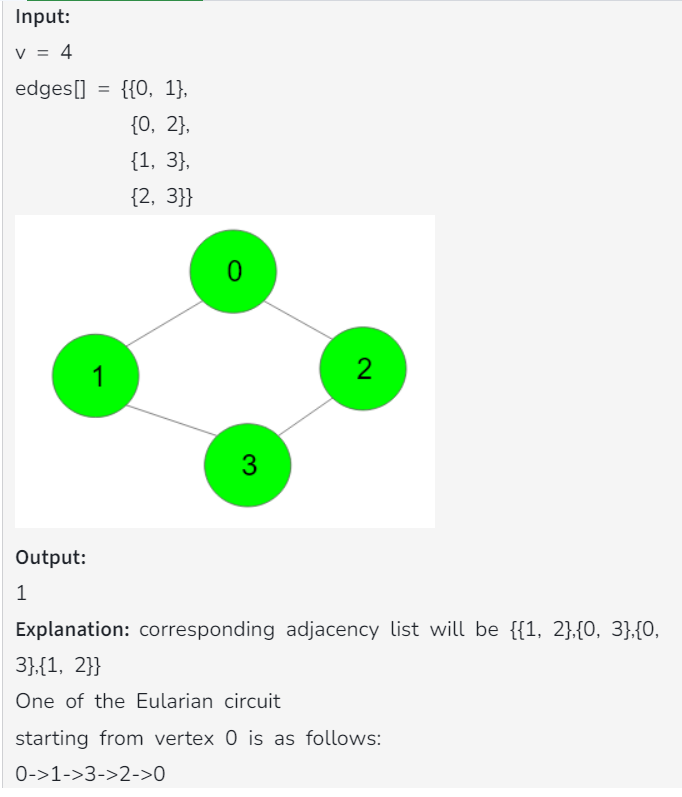 Input:
v = 4
edges[] = {{0, 1},
{0, 2},
{1, 3},
{2, 3}}
0
1
2
3
Output:
1
Explanation: corresponding adjacency list will be {{1, 2},{0, 3},{0,
3},{1, 2}}
One of the Eularian circuit
starting from vertex 0 is as follows:
0->1->3->2->0